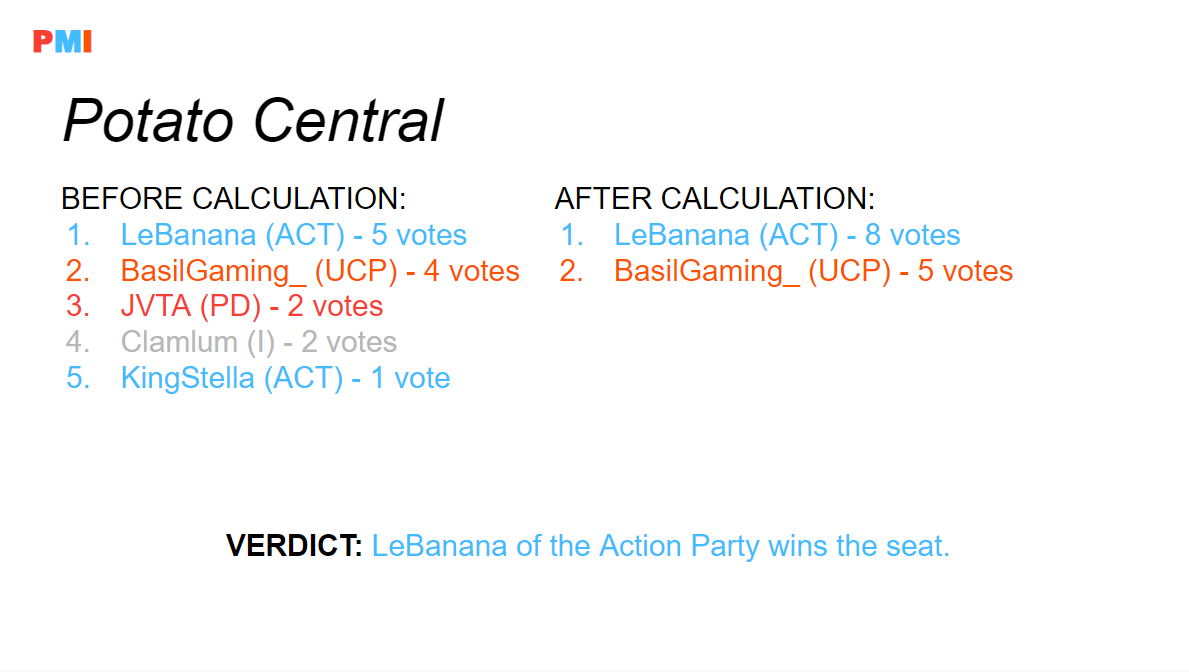 PMI
Potato Central
BEFORE CALCULATION:
1. LeBanana (ACT) - 5 votes
2. BasilGaming_ (UCP) - 4 votes
3. JVTA (PD) - 2 votes
4. Clamlum (I) - 2 votes
5. KingStella (ACT) - 1 vote
AFTER CALCULATION:
1. LeBanana (ACT) - 8 votes
2. BasilGaming_ (UCP) - 5 votes
VERDICT: LeBanana of the Action Party wins the seat.